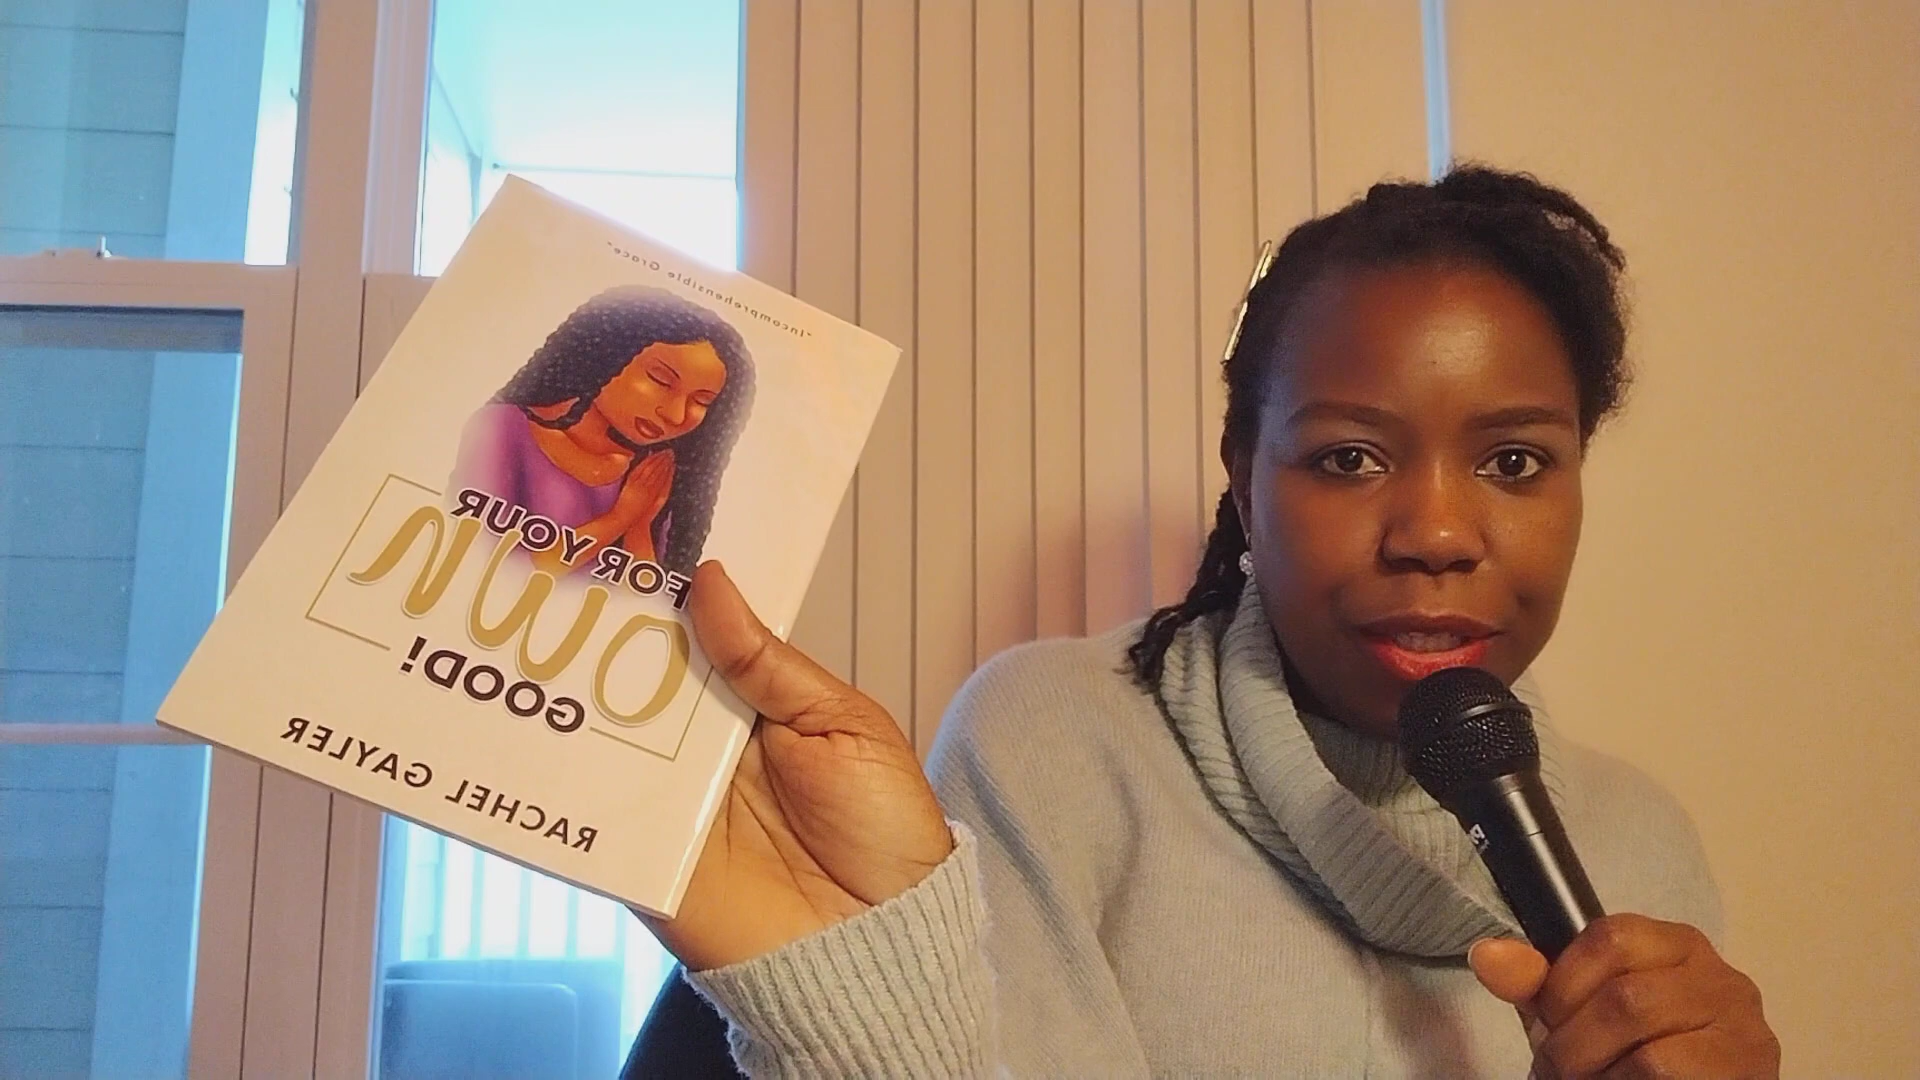 "Incomprehensible Grace"
FOR YOUR
OWN
GOOD!
RACHEL GAYLER